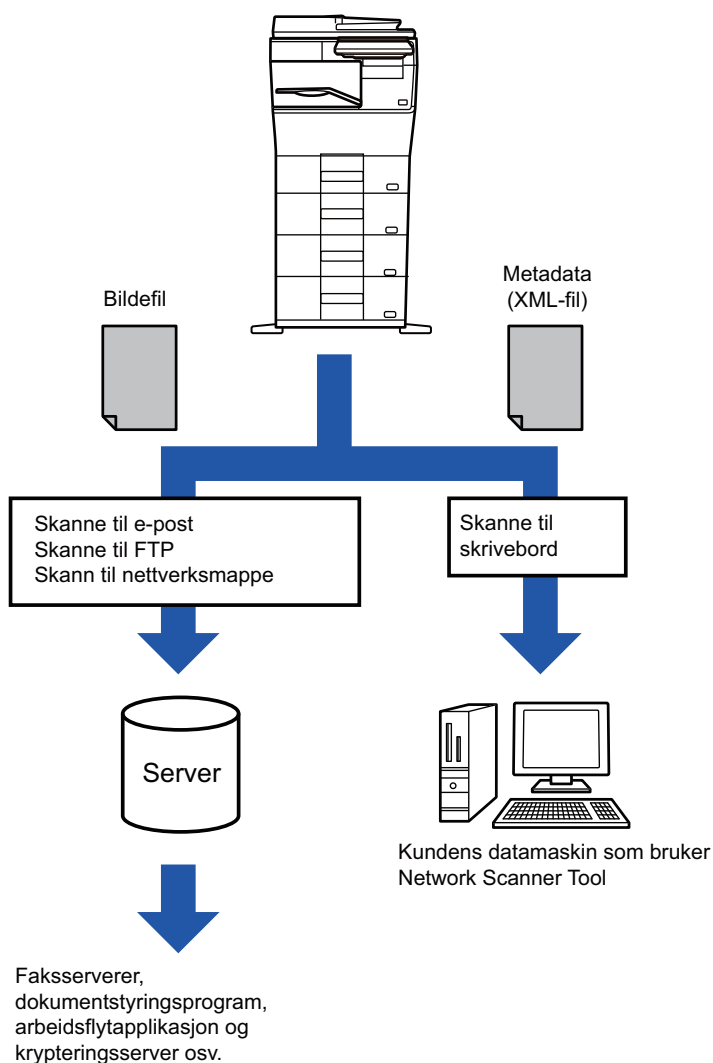 Bildefil
Metadata
(XML-fil)
Skanne til e-post
Skanne til FTP
Skann til nettverksmappe
Skanne til
skrivebord
Server
Kundens datamaskin som bruker
Network Scanner Tool
Faksserverer,
dokumentstyringsprogram,
arbeidsflytapplikasjon og
krypteringsserver osv.